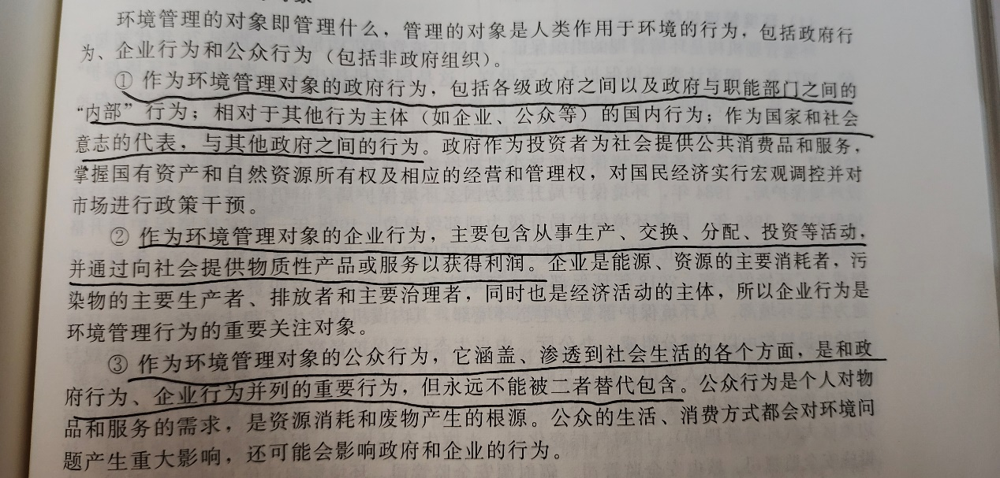 环境管理的对象即管理什么，管理的对象是人类作用于环境的行为，包括政府行
为、企业行为和公众行为（包括非政府组织）。
① 作为环境管理对象的政府行为，包括各级政府之间以及政府与职能部门之间的
“内部”行为；相对于其他行为主体（如企业、公众等）的国内行为；作为国家和社会
意志的代表，与其他政府之间的行为。政府作为投资者为社会提供公共消费品和服务，
掌握国有资产和自然资源所有权及相应的经营和管理权，对国民经济实行宏观调控并对
市场进行政策干预。
② 作为环境管理对象的企业行为，主要包含从事生产、交换、分配、投资等活动，
并通过向社会提供物质性产品或服务以获得利润。企业是能源、资源的主要消耗者，污
染物的主要生产者、排放者和主要治理者，同时也是经济活动的主体，所以企业行为是
环境管理行为的重要关注对象。
③ 作为环境管理对象的公众行为，它涵盖、渗透到社会生活的各个方面，是和政
府行为、企业行为并列的重要行为，但永远不能被二者替代包含。公众行为是个人对物
品和服务的需求，是资源消耗和废物产生的根源。公众的生活、消费方式都会对环境问
题产生重大影响，还可能会影响政府和企业的行为。